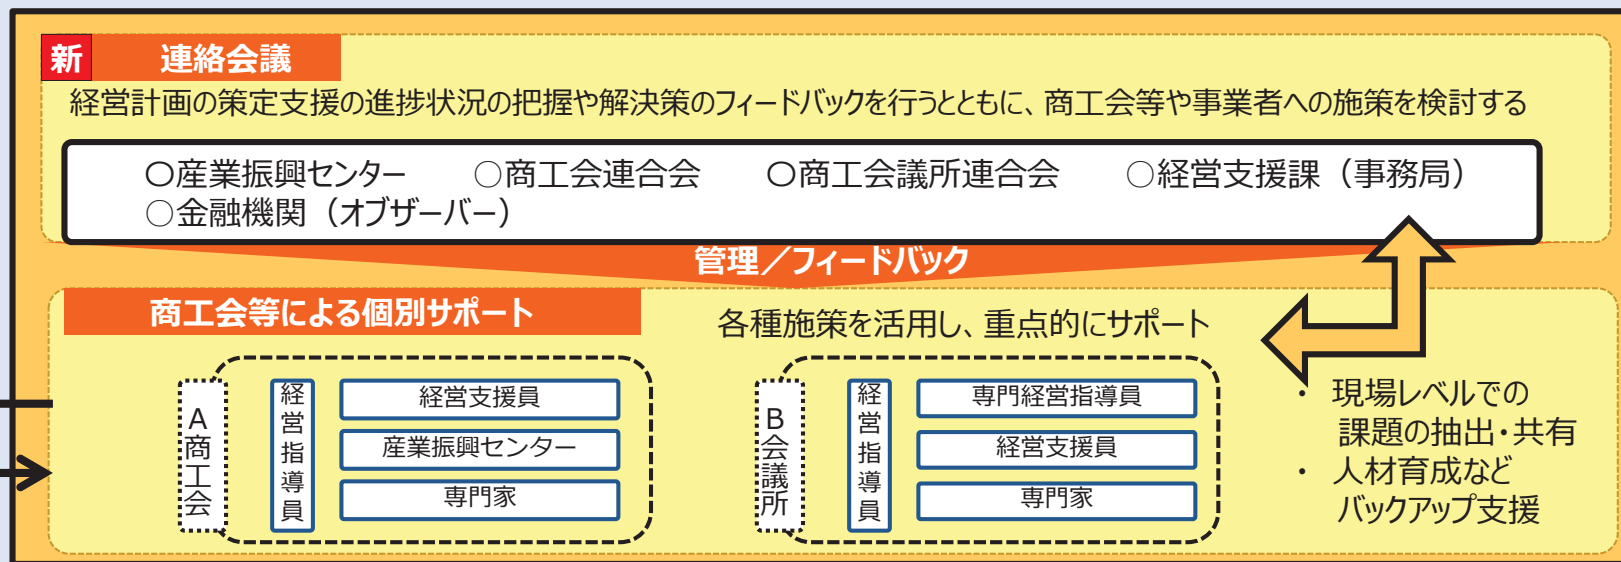 新 連絡会議
経営計画の策定支援の進捗状況の把握や解決策のフィードバックを行うとともに、商工会等や事業者への施策を検討する
〇産業振興センター ○商工会連合会 〇商工会議所連合会 ○経営支援課（事務局）
○金融機関（オブザーバー）
管理／フィードバック
商工会等による個別サポート
各種施策を活用し、重点的にサポート
A商工会
経営指導員
経営支援員
産業振興センター
専門家
B会議所
経営指導員
専門経営指導員
経営支援員
専門家
・ 現場レベルでの
課題の抽出・共有
・ 人材育成など
バックアップ支援